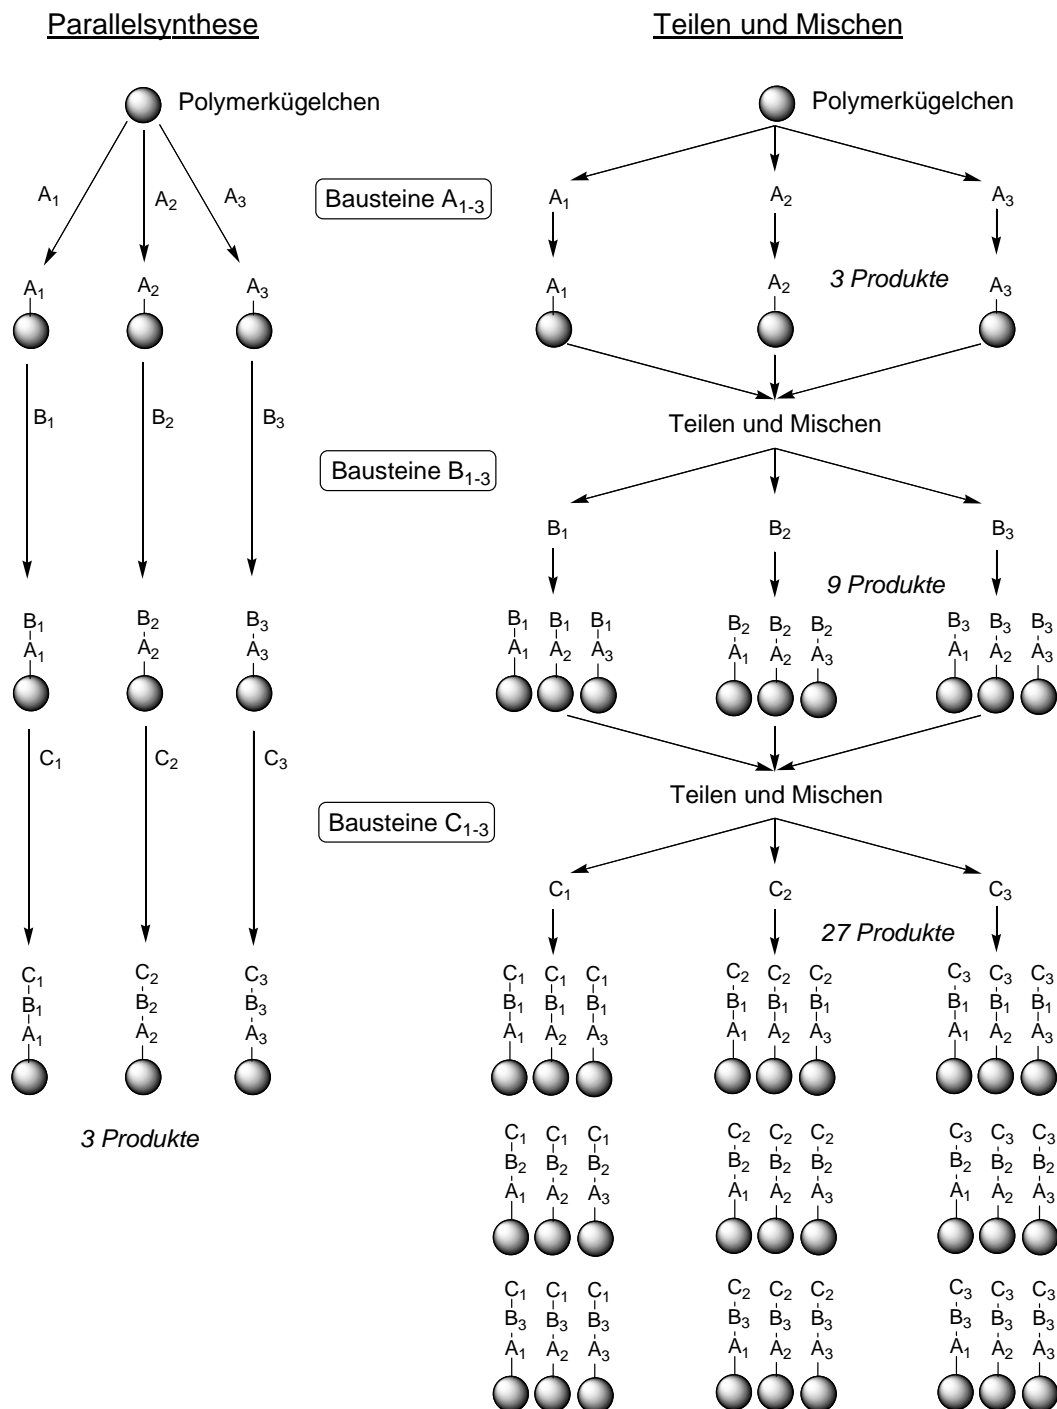 Parallelsynthese
Teilen und Mischen
Polymerkügelchen
Polymerkügelchen
A₁ A₂ A₃
Bausteine A₁₋₃
A₁ A₂ A₃
A₁ A₂ A₃
A₁ A₂ A₃
3 Produkte
Teilen und Mischen
B₁ B₂ B₃
Bausteine B₁₋₃
B₁ B₂ B₃
9 Produkte
B₁ B₂ B₃
A₁ A₂ A₃
B₁ B₁ B₁ B₂ B₂ B₂ B₃ B₃ B₃
A₁ A₂ A₃ A₁ A₂ A₃ A₁ A₂ A₃
C₁ C₂ C₃
Teilen und Mischen
Bausteine C₁₋₃
C₁ C₂ C₃
27 Produkte
C₁ C₂ C₃
B₁ B₂ B₃
A₁ A₂ A₃
3 Produkte
C₁ C₁ C₁ C₂ C₂ C₂ C₃ C₃ C₃
B₁ B₁ B₁ B₁ B₁ B₁ B₁ B₁ B₁
A₁ A₂ A₃ A₁ A₂ A₃ A₁ A₂ A₃
C₁ C₁ C₁ C₂ C₂ C₂ C₃ C₃ C₃
B₂ B₂ B₂ B₂ B₂ B₂ B₂ B₂ B₂
A₁ A₂ A₃ A₁ A₂ A₃ A₁ A₂ A₃
C₁ C₁ C₁ C₂ C₂ C₂ C₃ C₃ C₃
B₃ B₃ B₃ B₃ B₃ B₃ B₃ B₃ B₃
A₁ A₂ A₃ A₁ A₂ A₃ A₁ A₂ A₃